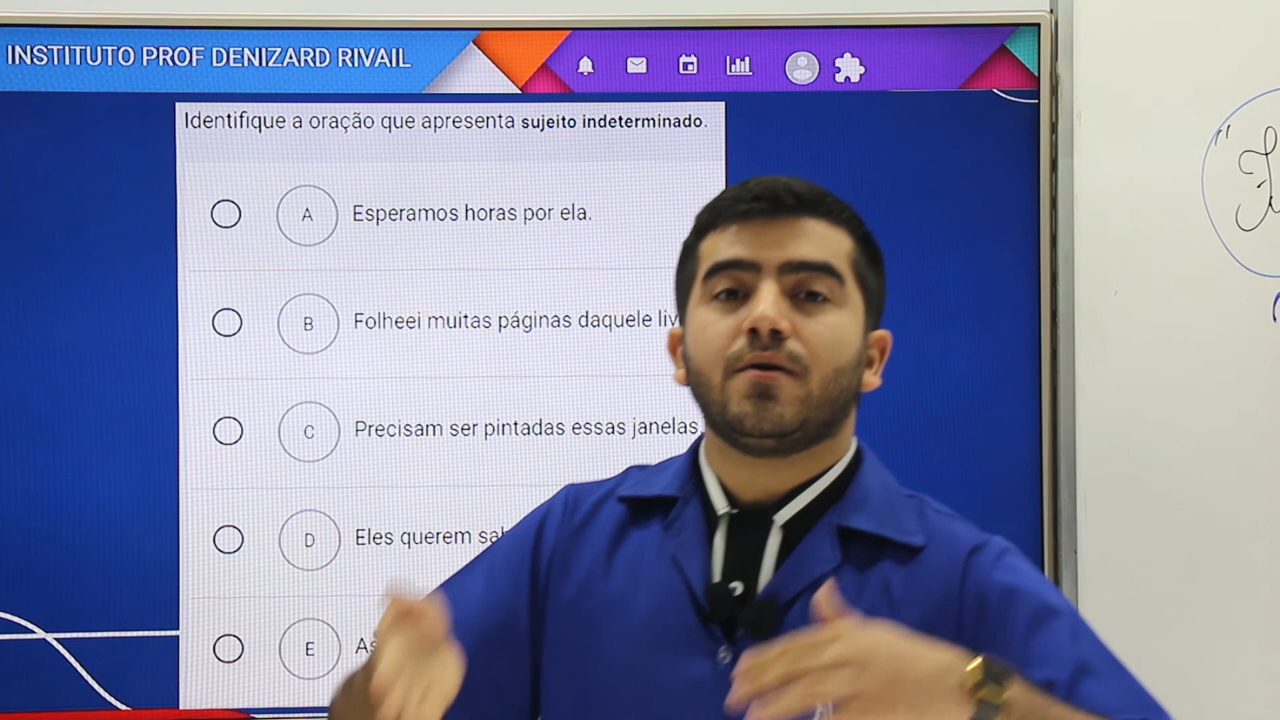 INSTITUTO PROF DENIZARD RIVAIL
Identifique a oração que apresenta sujeito indeterminado.
A Esperamos horas por ela.
B Folheei muitas páginas daquele
C Precisam ser pintadas essas janelas.
D Eles querem
E